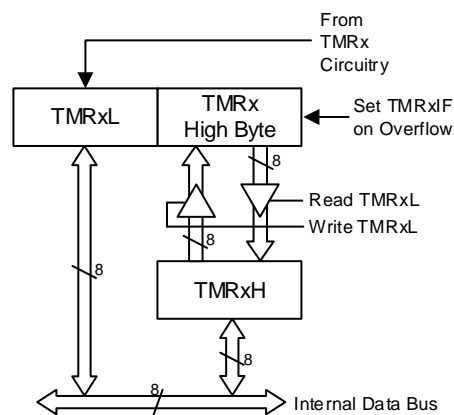 From
TMRx
Circuitry
TMRxL
TMRx
High Byte
Set TMRxIF
on Overflow
8
Read TMRxL
Write TMRxL
8
8
TMRxH
8
8
Internal Data Bus